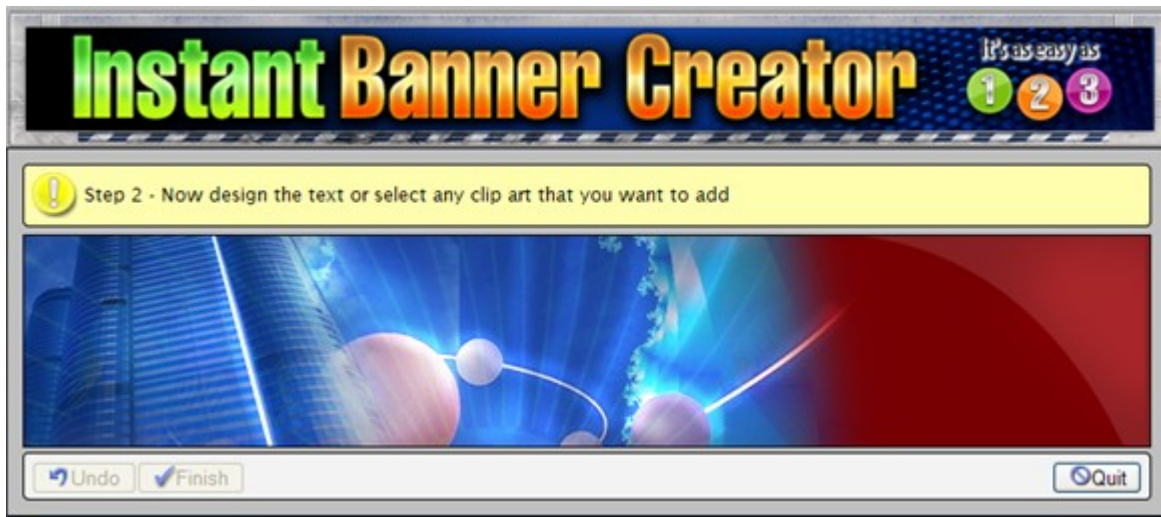 Instant Banner Creator
It's as easy as
1 2 3
Step 2 - Now design the text or select any clip art that you want to add
Undo Finish Quit